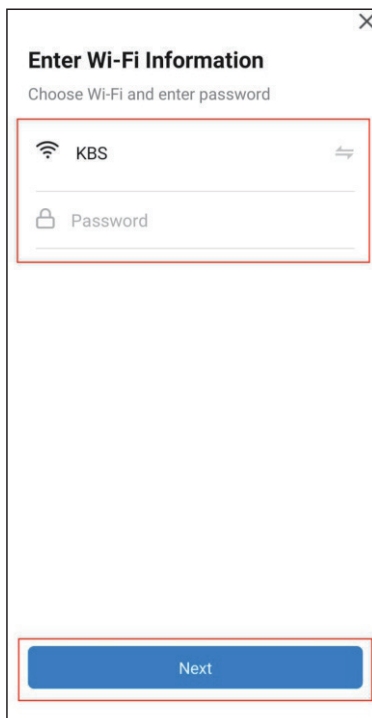 Enter Wi-Fi Information
Choose Wi-Fi and enter password
KBS
Password
Next